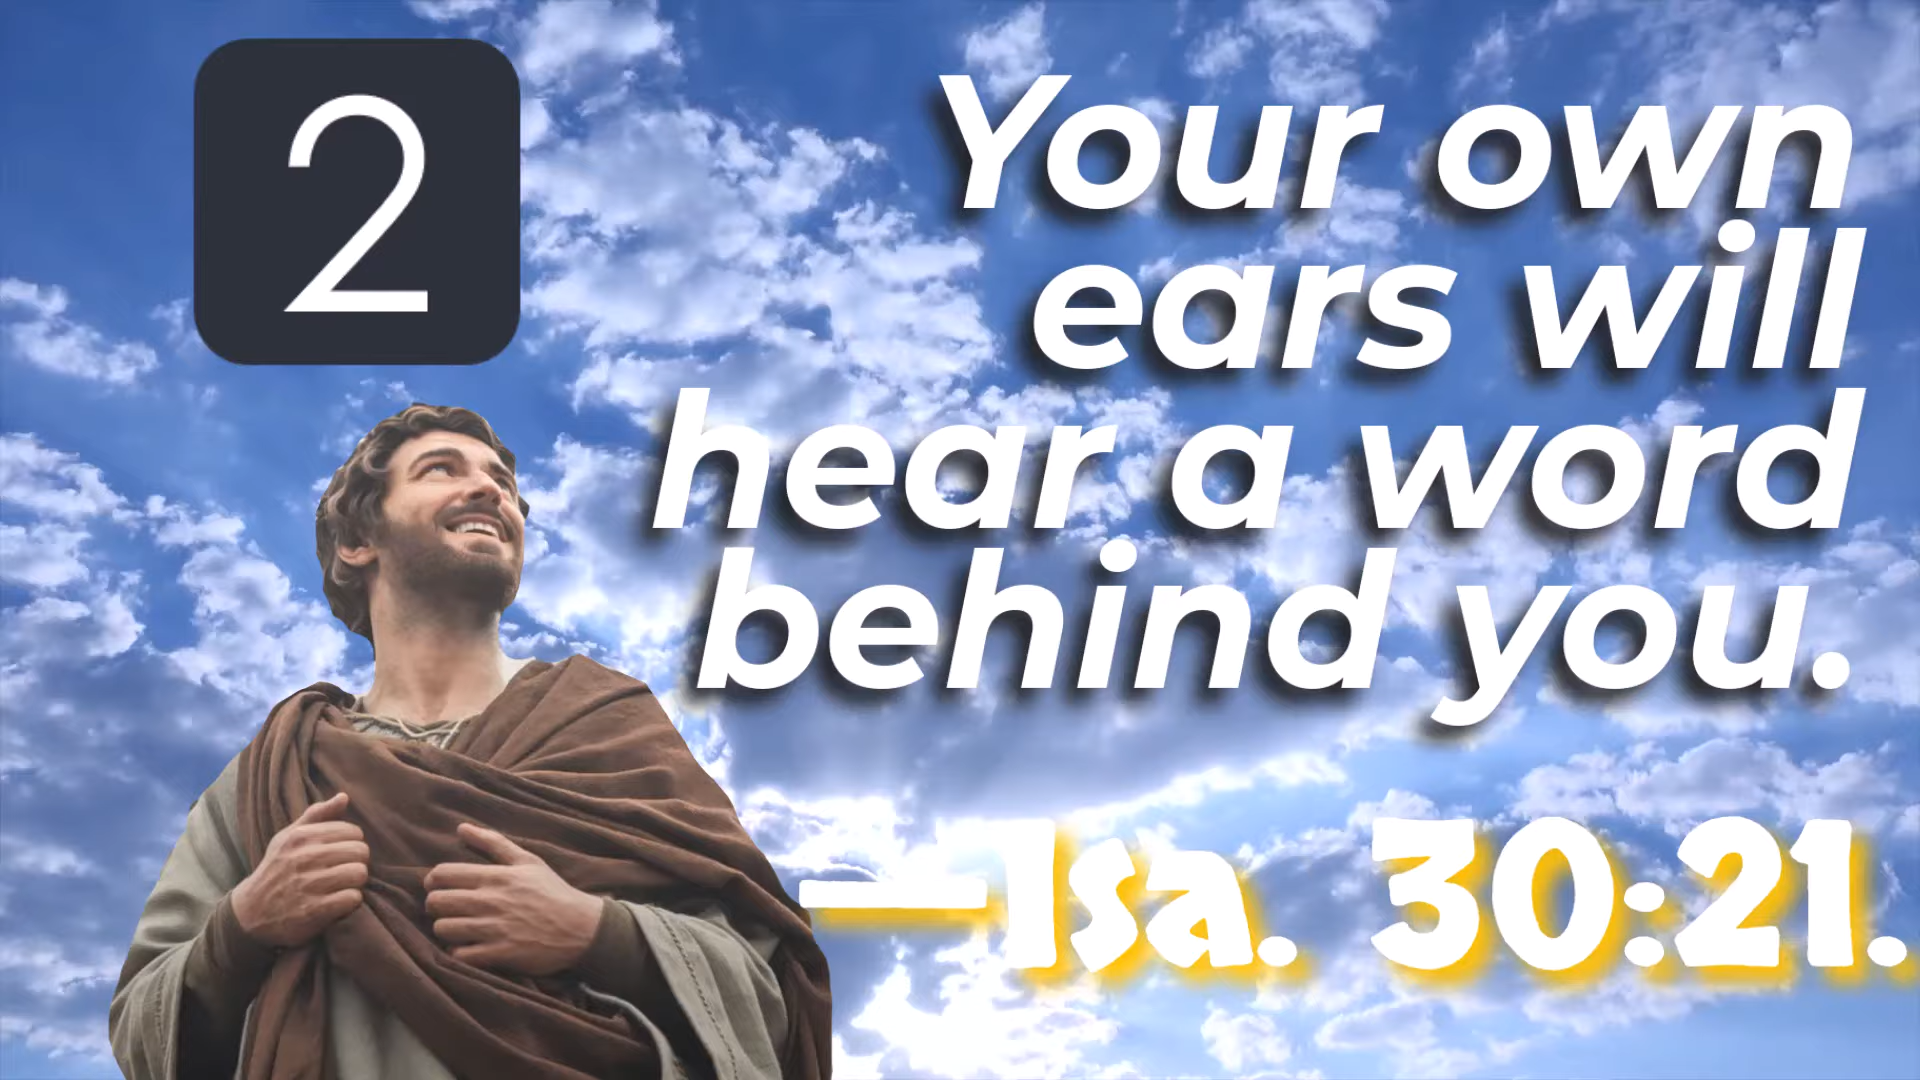 2
Your own
ears will
hear a word
behind you.
—Isa. 30:21.